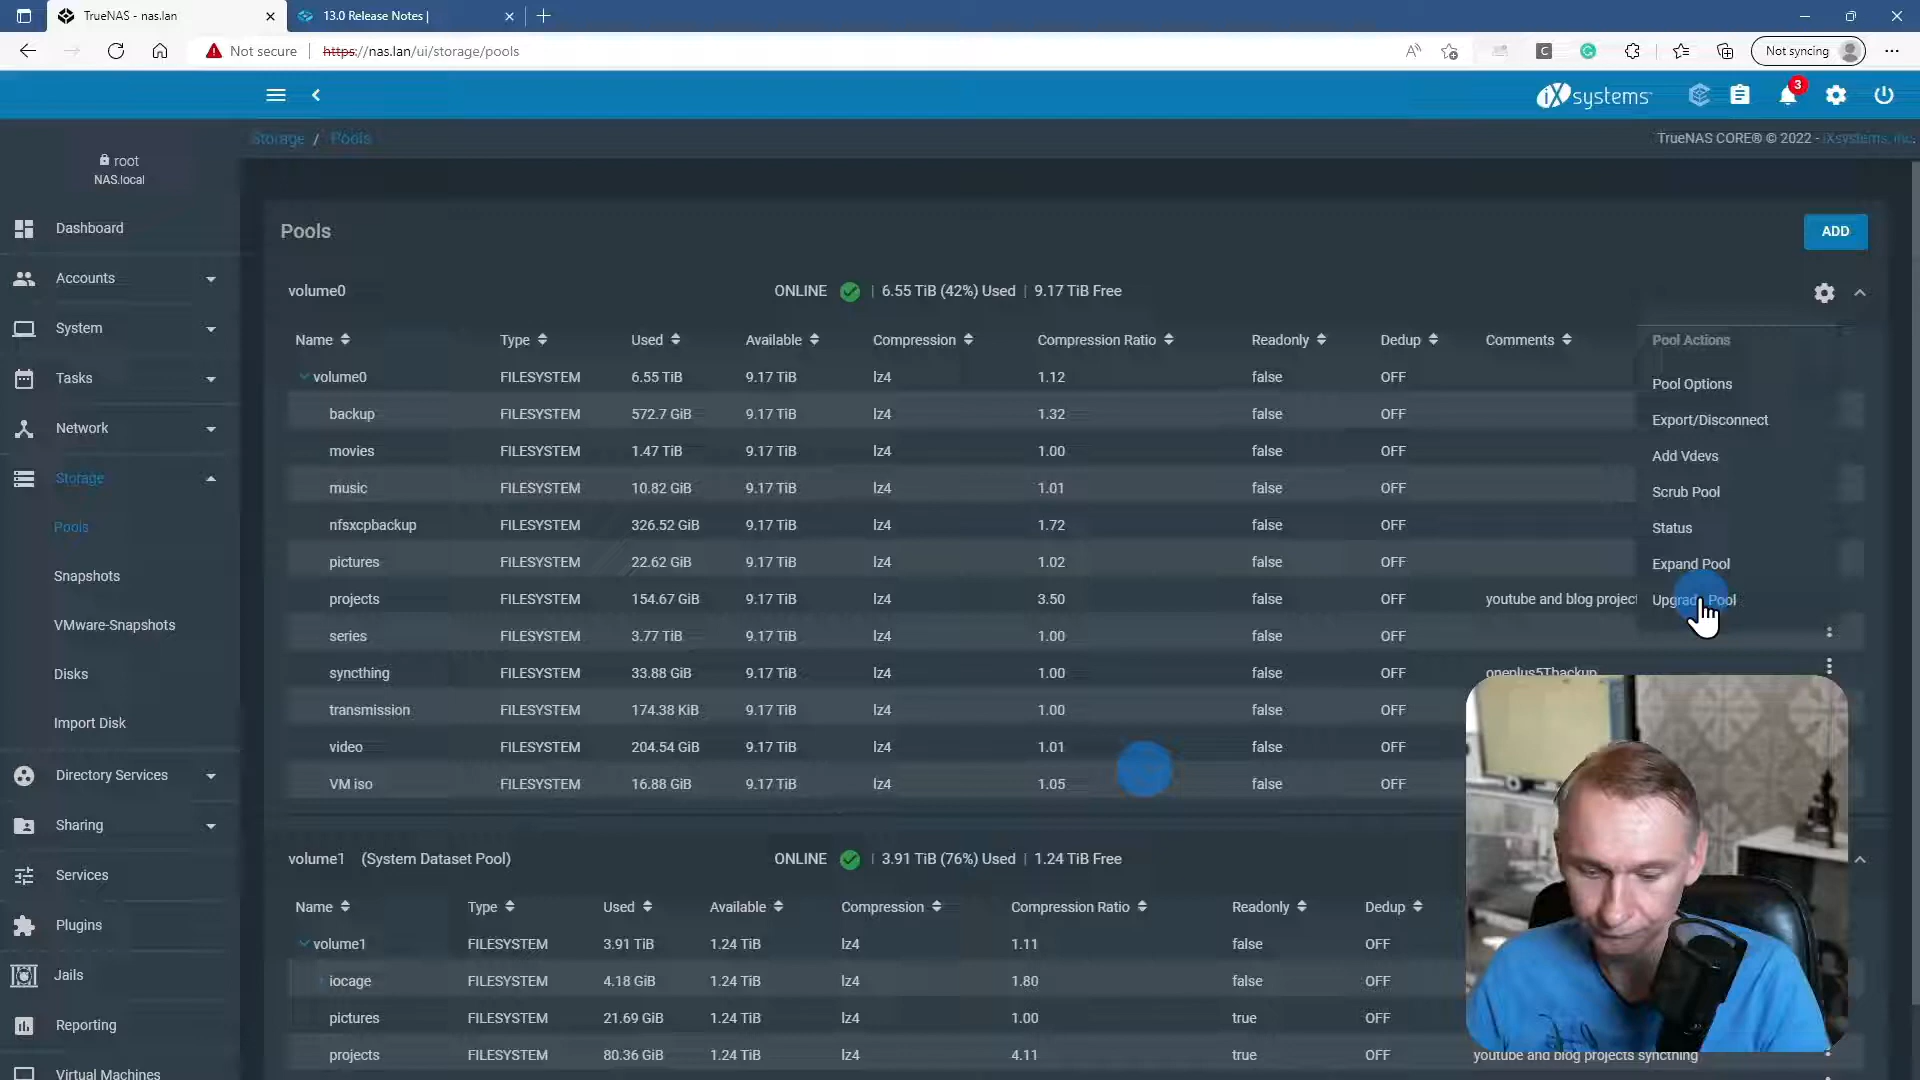 TrueNAS - nas.lan
13.0 Release Notes |
Not secure
https://nas.lan/ui/storage/pools
Not syncing
iXsystems
3
Storage / Pools
TrueNAS CORE® © 2022 - iXsystems, Inc.
root
NAS.local
Dashboard
Accounts
System
Tasks
Network
Storage
Pools
Snapshots
VMware-Snapshots
Disks
Import Disk
Directory Services
Sharing
Services
Plugins
Jails
Reporting
Virtual Machines
Pools
ADD
volume0 ONLINE | 6.55 TiB (42%) Used | 9.17 TiB Free
Name Type Used Available Compression Compression Ratio Readonly Dedup Comments
volume0 FILESYSTEM 6.55 TiB 9.17 TiB lz4 1.12 false OFF
backup FILESYSTEM 572.7 GiB 9.17 TiB lz4 1.32 false OFF
movies FILESYSTEM 1.47 TiB 9.17 TiB lz4 1.00 false OFF
music FILESYSTEM 10.82 GiB 9.17 TiB lz4 1.01 false OFF
nfsxcpbackup FILESYSTEM 326.52 GiB 9.17 TiB lz4 1.72 false OFF
pictures FILESYSTEM 22.62 GiB 9.17 TiB lz4 1.02 false OFF
projects FILESYSTEM 154.67 GiB 9.17 TiB lz4 3.50 false OFF youtube and blog project
series FILESYSTEM 3.77 TiB 9.17 TiB lz4 1.00 false OFF
syncthing FILESYSTEM 33.88 GiB 9.17 TiB lz4 1.00 false OFF oneplus5Tbackup
transmission FILESYSTEM 174.38 KiB 9.17 TiB lz4 1.00 false OFF
video FILESYSTEM 204.54 GiB 9.17 TiB lz4 1.01 false OFF
VM iso FILESYSTEM 16.88 GiB 9.17 TiB lz4 1.05 false OFF
Pool Actions
Pool Options
Export/Disconnect
Add Vdevs
Scrub Pool
Status
Expand Pool
Upgrade Pool
volume1 (System Dataset Pool) ONLINE | 3.91 TiB (76%) Used | 1.24 TiB Free
Name Type Used Available Compression Compression Ratio Readonly Dedup
volume1 FILESYSTEM 3.91 TiB 1.24 TiB lz4 1.11 false OFF
iocage FILESYSTEM 4.18 GiB 1.24 TiB lz4 1.80 false OFF
pictures FILESYSTEM 21.69 GiB 1.24 TiB lz4 1.00 true OFF
projects FILESYSTEM 80.36 GiB 1.24 TiB lz4 4.11 true OFF youtube and blog projects syncthing